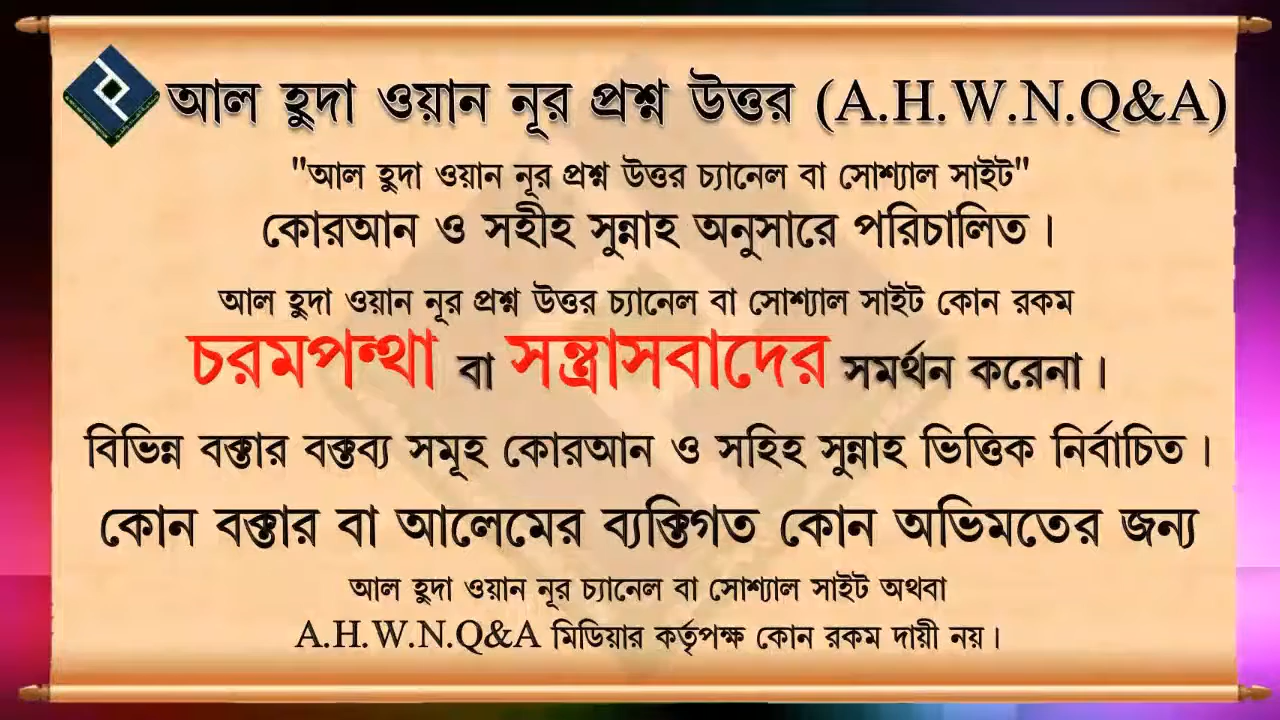 আল হুদা ওয়ান নূর প্রশ্ন উত্তর (A.H.W.N.Q&A)
"আল হুদা ওয়ান নূর প্রশ্ন উত্তর চ্যানেল বা সোশ্যাল সাইট"
কোরআন ও সহীহ সুন্নাহ অনুসারে পরিচালিত।
আল হুদা ওয়ান নূর প্রশ্ন উত্তর চ্যানেল বা সোশ্যাল সাইট কোন রকম
চরমপন্থা বা সন্ত্রাসবাদের সমর্থন করেনা।
বিভিন্ন বক্তার বক্তব্য সমূহ কোরআন ও সহিহ সুন্নাহ ভিত্তিক নির্বাচিত।
কোন বক্তার বা আলেমের ব্যক্তিগত কোন অভিমতের জন্য
আল হুদা ওয়ান নূর চ্যানেল বা সোশ্যাল সাইট অথবা
A.H.W.N.Q&A মিডিয়ার কর্তৃপক্ষ কোন রকম দায়ী নয়।